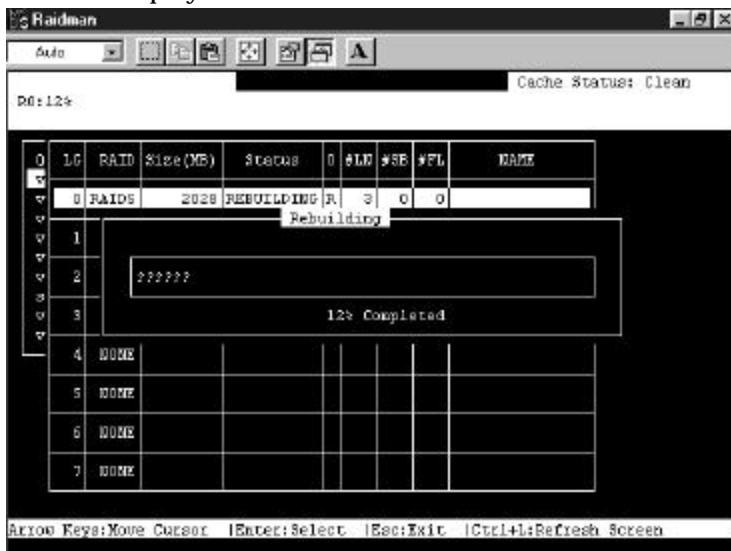 Raidman
Auto
A
Cache Status: Clean
R0:12%
LG RAID Size(MB) Status O #LN #SB #FL NAME
0 RAID5 2028 REBUILDING R 3 0 0
Rebuilding
1
2 ??????
3 12% Completed
4 NONE
5 NONE
6 NONE
7 NONE
Arrow Keys:Move Cursor |Enter:Select |Esc:Exit |Ctrl+L:Refresh Screen